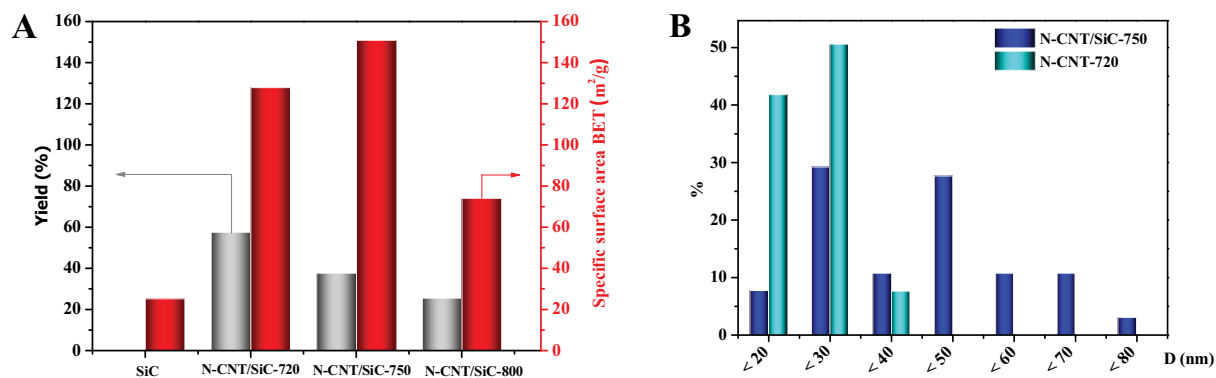 A
Yield (%)
160
140
120
100
80
60
40
20
0
SiC
N-CNT/SiC-720
N-CNT/SiC-750
N-CNT/SiC-800
160
140
120
100
80
60
40
20
0
Specific surface area BET (m²/g)
B
N-CNT/SiC-750
N-CNT-720
%
50
40
30
20
10
0
< 20
< 30
< 40
< 50
< 60
< 70
< 80
D (nm)